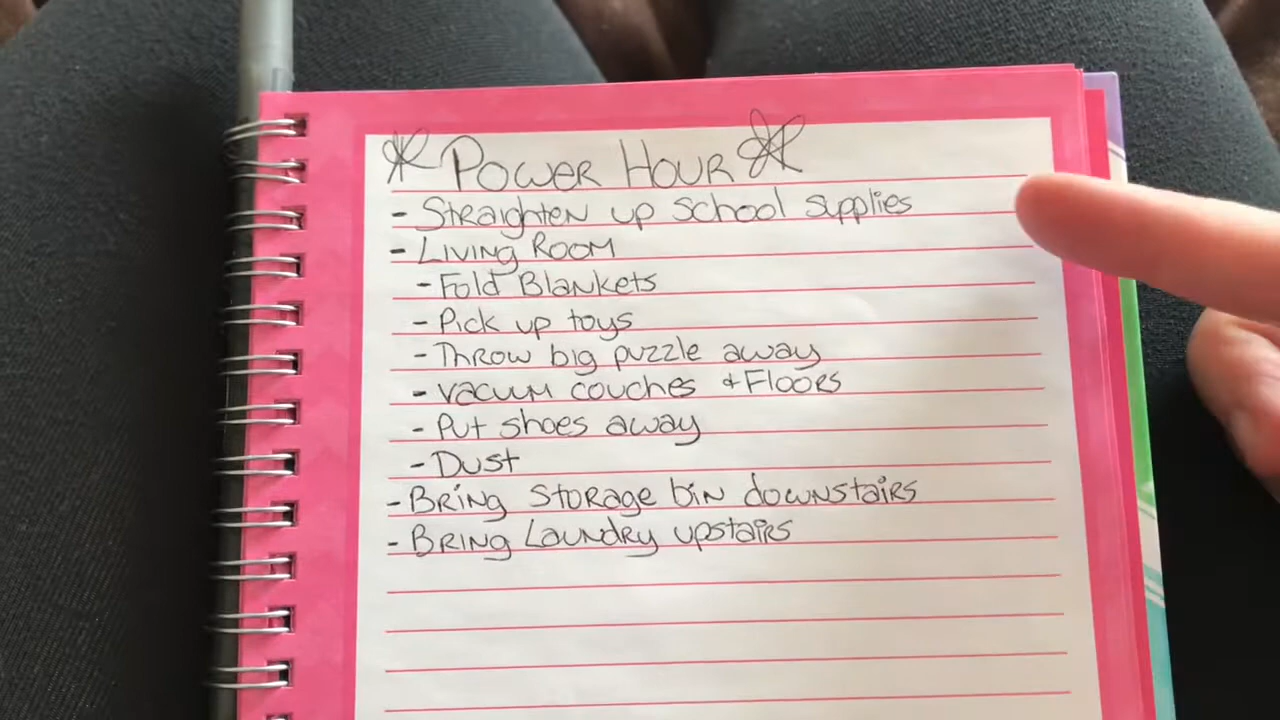 Power Hour
- Straighten up school supplies
- Living Room
- Fold Blankets
- Pick up toys
- Throw big puzzle away
- Vacuum couches + Floors
- Put shoes away
- Dust
- Bring storage bin downstairs
- Bring Laundry upstairs